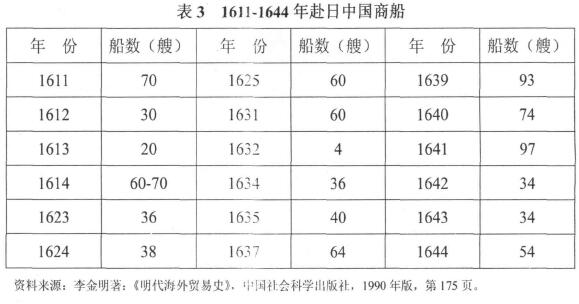 表 3 1611-1644 年赴日中国商船
年 份 船数（艘） 年 份 船数（艘） 年 份 船数（艘）
1611 70 1625 60 1639 93
1612 30 1631 60 1640 74
1613 20 1632 4 1641 97
1614 60-70 1634 36 1642 34
1623 36 1635 40 1643 34
1624 38 1637 64 1644 54
资料来源：李金明著：《明代海外贸易史》，中国社会科学出版社，1990 年版，第 175 页。